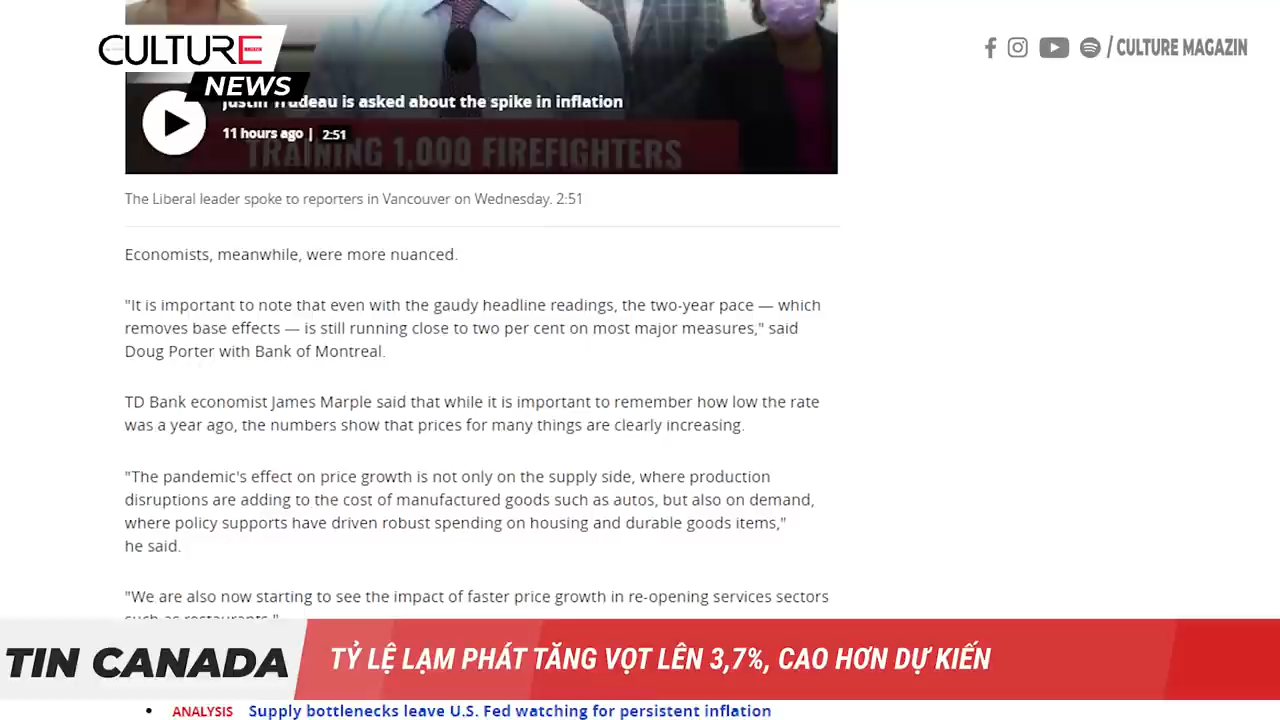 CULTURE
NEWS
/ CULTURE MAGAZIN
Justin Trudeau is asked about the spike in inflation
11 hours ago | 2:51
TRAINING 1,000 FIREFIGHTERS
The Liberal leader spoke to reporters in Vancouver on Wednesday. 2:51
Economists, meanwhile, were more nuanced.
"It is important to note that even with the gaudy headline readings, the two-year pace — which
removes base effects — is still running close to two per cent on most major measures," said
Doug Porter with Bank of Montreal.
TD Bank economist James Marple said that while it is important to remember how low the rate
was a year ago, the numbers show that prices for many things are clearly increasing.
"The pandemic's effect on price growth is not only on the supply side, where production
disruptions are adding to the cost of manufactured goods such as autos, but also on demand,
where policy supports have driven robust spending on housing and durable goods items,"
he said.
"We are also now starting to see the impact of faster price growth in re-opening services sectors
such as restaurants."
TIN CANADA
TỶ LỆ LẠM PHÁT TĂNG VỌT LÊN 3,7%, CAO HƠN DỰ KIẾN
• ANALYSIS Supply bottlenecks leave U.S. Fed watching for persistent inflation